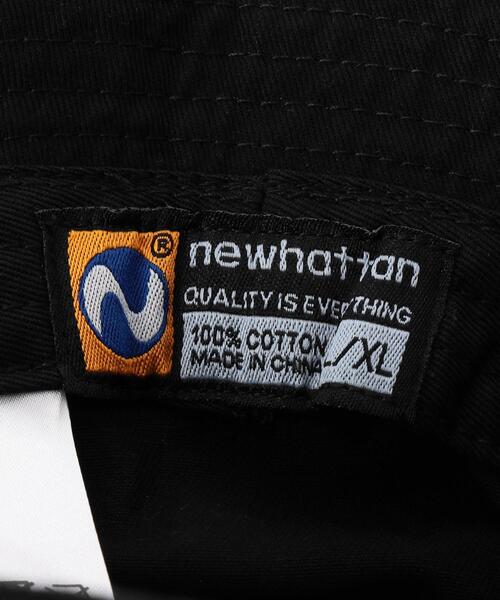 ®
newhattan
QUALITY IS EVERYTHING
100% COTTON
MADE IN CHINA
L/XL